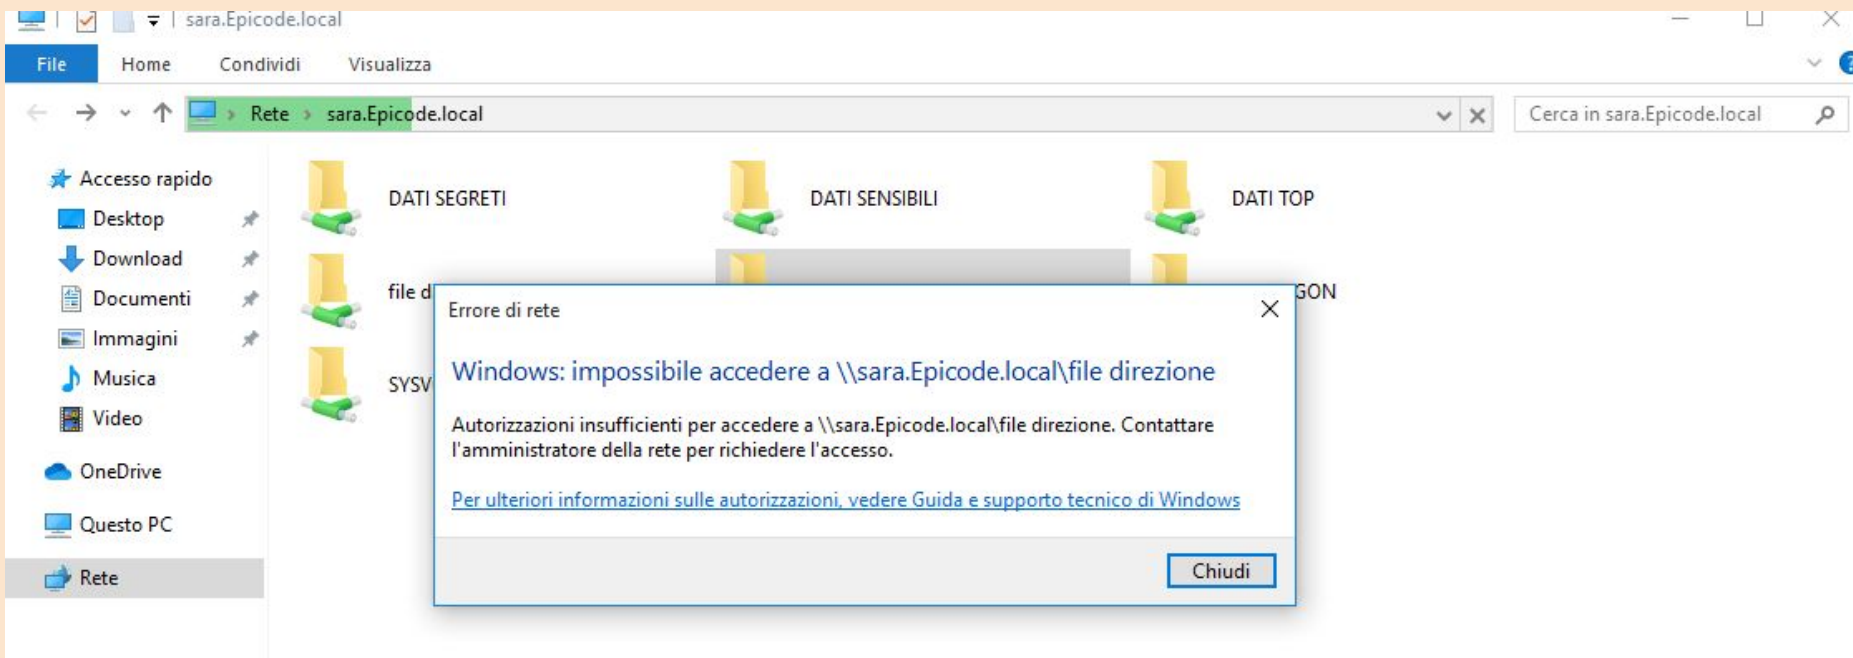 sara.Epicode.local
File Home Condividi Visualizza
Rete sara.Epicode.local
Cerca in sara.Epicode.local
Accesso rapido
Desktop
Download
Documenti
Immagini
Musica
Video
OneDrive
Questo PC
Rete
DATI SEGRETI DATI SENSIBILI DATI TOP
file d GON
SYSV
Errore di rete
Windows: impossibile accedere a \\sara.Epicode.local\file direzione
Autorizzazioni insufficienti per accedere a \\sara.Epicode.local\file direzione. Contattare
l'amministratore della rete per richiedere l'accesso.
Per ulteriori informazioni sulle autorizzazioni, vedere Guida e supporto tecnico di Windows
Chiudi